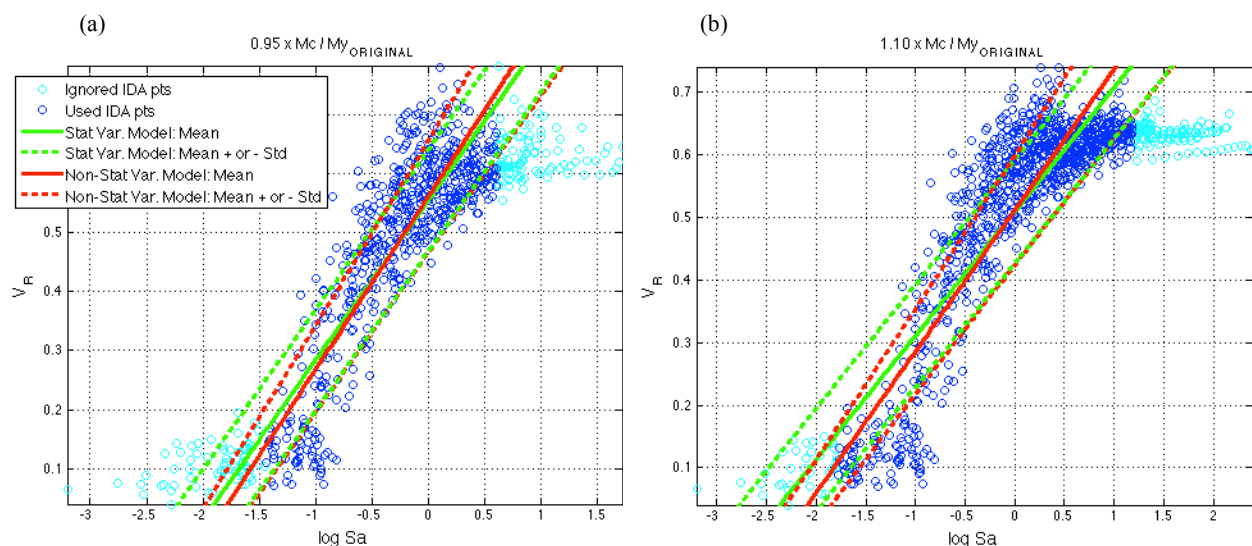 (a)
0.95 x Mc / My ORIGINAL
Ignored IDA pts
Used IDA pts
Stat Var. Model: Mean
Stat Var. Model: Mean + or - Std
Non-Stat Var. Model: Mean
Non-Stat Var. Model: Mean + or - Std
0.5
0.4
0.3
0.2
0.1
V R
-3
-2.5
-2
-1.5
-1
-0.5
0
0.5
1
1.5
log Sa
(b)
1.10 x Mc / My ORIGINAL
0.7
0.6
0.5
0.4
0.3
0.2
0.1
V R
-3
-2.5
-2
-1.5
-1
-0.5
0
0.5
1
1.5
2
log Sa